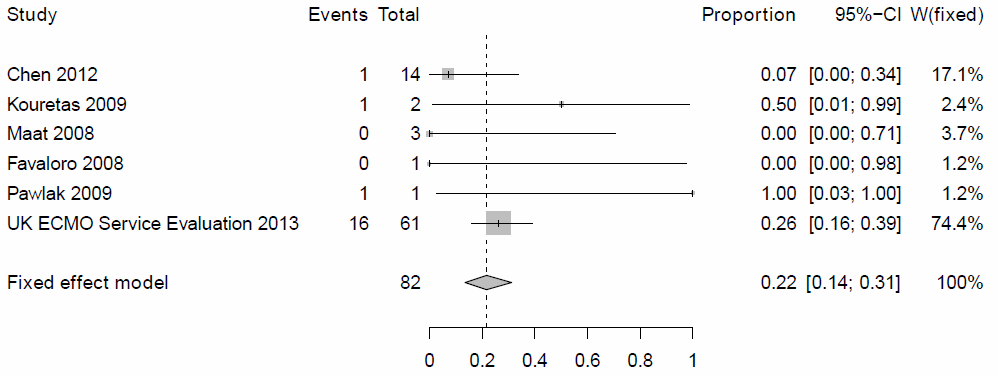 Study Events Total Proportion 95%−CI W(fixed)
Chen 2012 1 14 0.07 [0.00; 0.34] 17.1%
Kouretas 2009 1 2 0.50 [0.01; 0.99] 2.4%
Maat 2008 0 3 0.00 [0.00; 0.71] 3.7%
Favaloro 2008 0 1 0.00 [0.00; 0.98] 1.2%
Pawlak 2009 1 1 1.00 [0.03; 1.00] 1.2%
UK ECMO Service Evaluation 2013 16 61 0.26 [0.16; 0.39] 74.4%
Fixed effect model 82 0.22 [0.14; 0.31] 100%
0 0.2 0.4 0.6 0.8 1